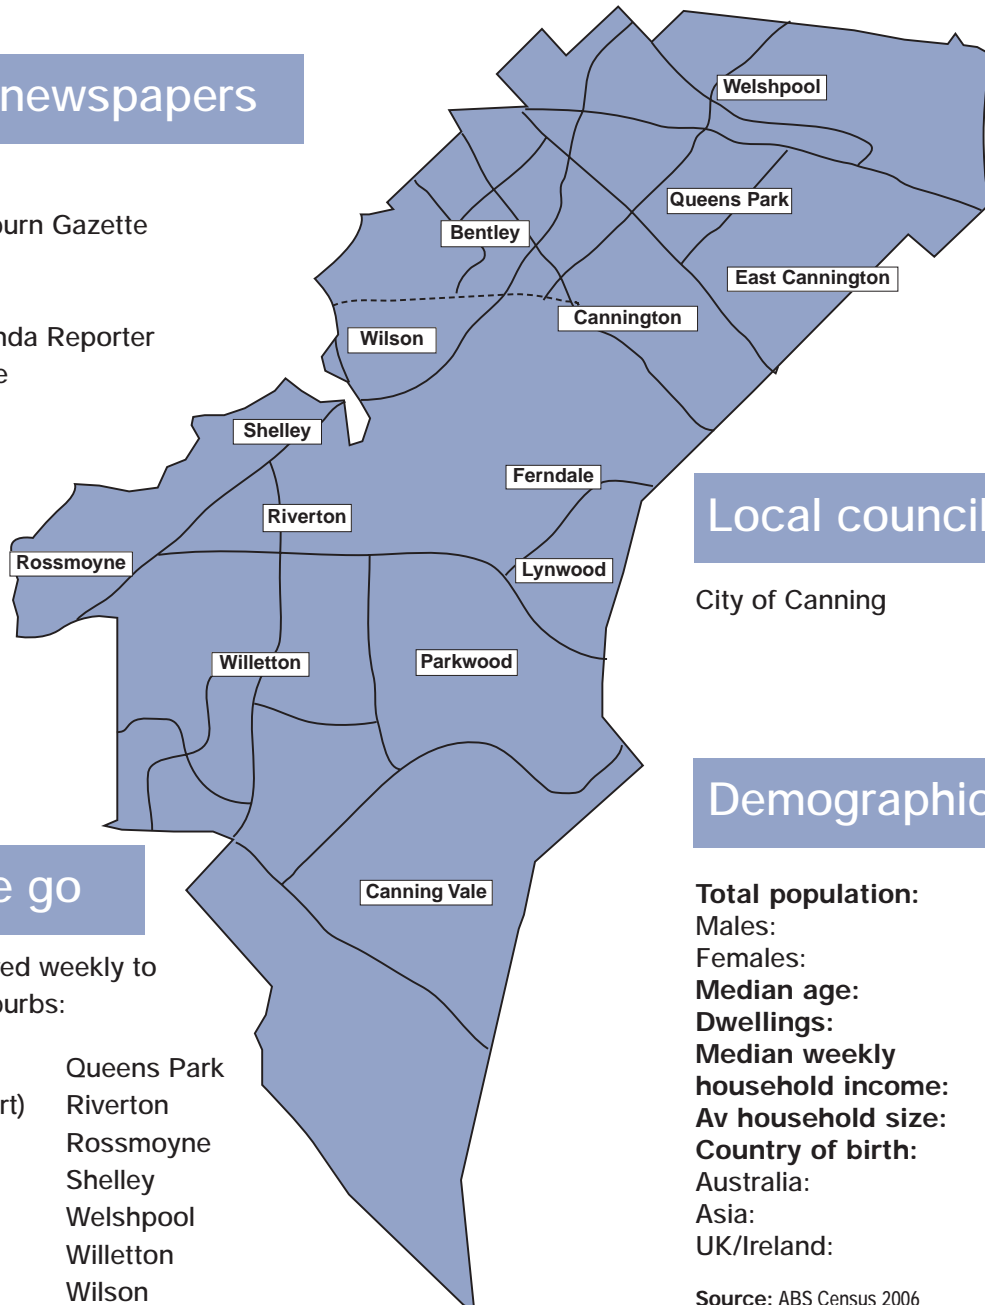 newspapers
urn Gazette
nda Reporter
e
Welshpool
Queens Park
Bentley
East Cannington
Cannington
Wilson
Shelley
Ferndale
Riverton
Rossmoyne
Lynwood
Willetton
Parkwood
Canning Vale
Local council
City of Canning
Demographic
Total population:
Males:
Females:
Median age:
Dwellings:
Median weekly
household income:
Av household size:
Country of birth:
Australia:
Asia:
UK/Ireland:
Source: ABS Census 2006
e go
ed weekly to
urbs:
rt)
Queens Park
Riverton
Rossmoyne
Shelley
Welshpool
Willetton
Wilson